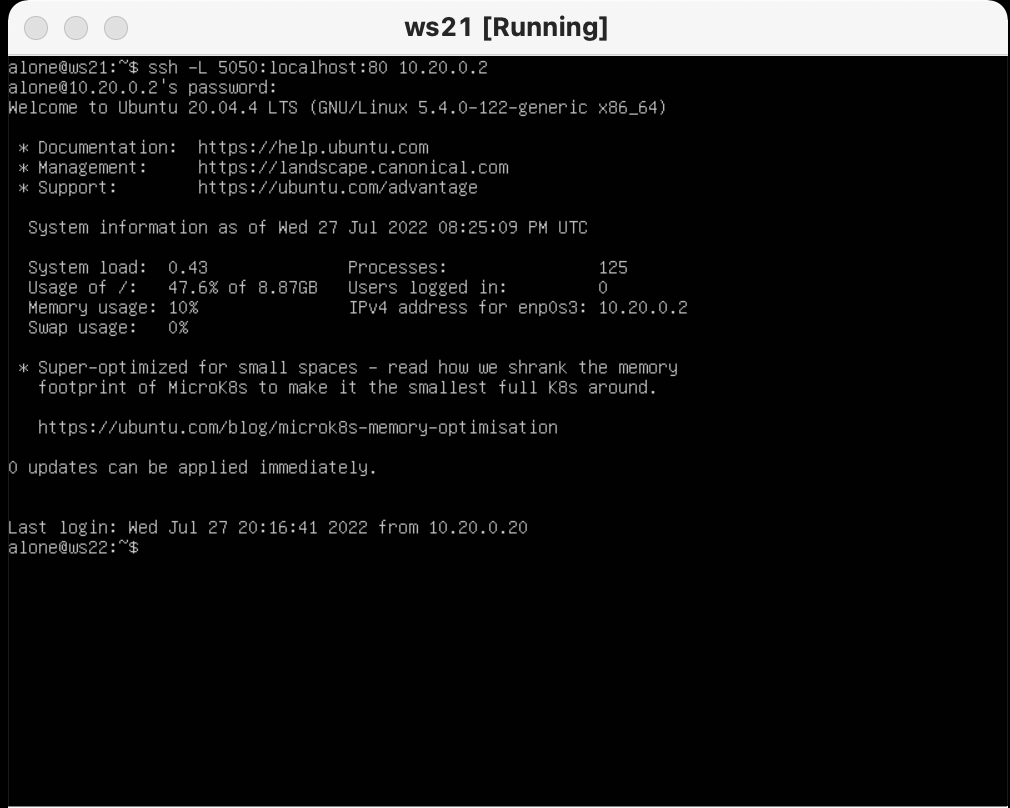 ws21 [Running]
alone@ws21:~$ ssh -L 5050:localhost:80 10.20.0.2
alone@10.20.0.2's password:
Welcome to Ubuntu 20.04.4 LTS (GNU/Linux 5.4.0-122-generic x86_64)
* Documentation:  https://help.ubuntu.com
* Management:     https://landscape.canonical.com
* Support:        https://ubuntu.com/advantage
System information as of Wed 27 Jul 2022 08:25:09 PM UTC
System load:  0.43              Processes:               125
Usage of /:   47.6% of 8.87GB   Users logged in:         0
Memory usage: 10%               IPv4 address for enp0s3: 10.20.0.2
Swap usage:   0%
* Super-optimized for small spaces - read how we shrank the memory
footprint of MicroK8s to make it the smallest full K8s around.
https://ubuntu.com/blog/microk8s-memory-optimisation
0 updates can be applied immediately.
Last login: Wed Jul 27 20:16:41 2022 from 10.20.0.20
alone@ws22:~$